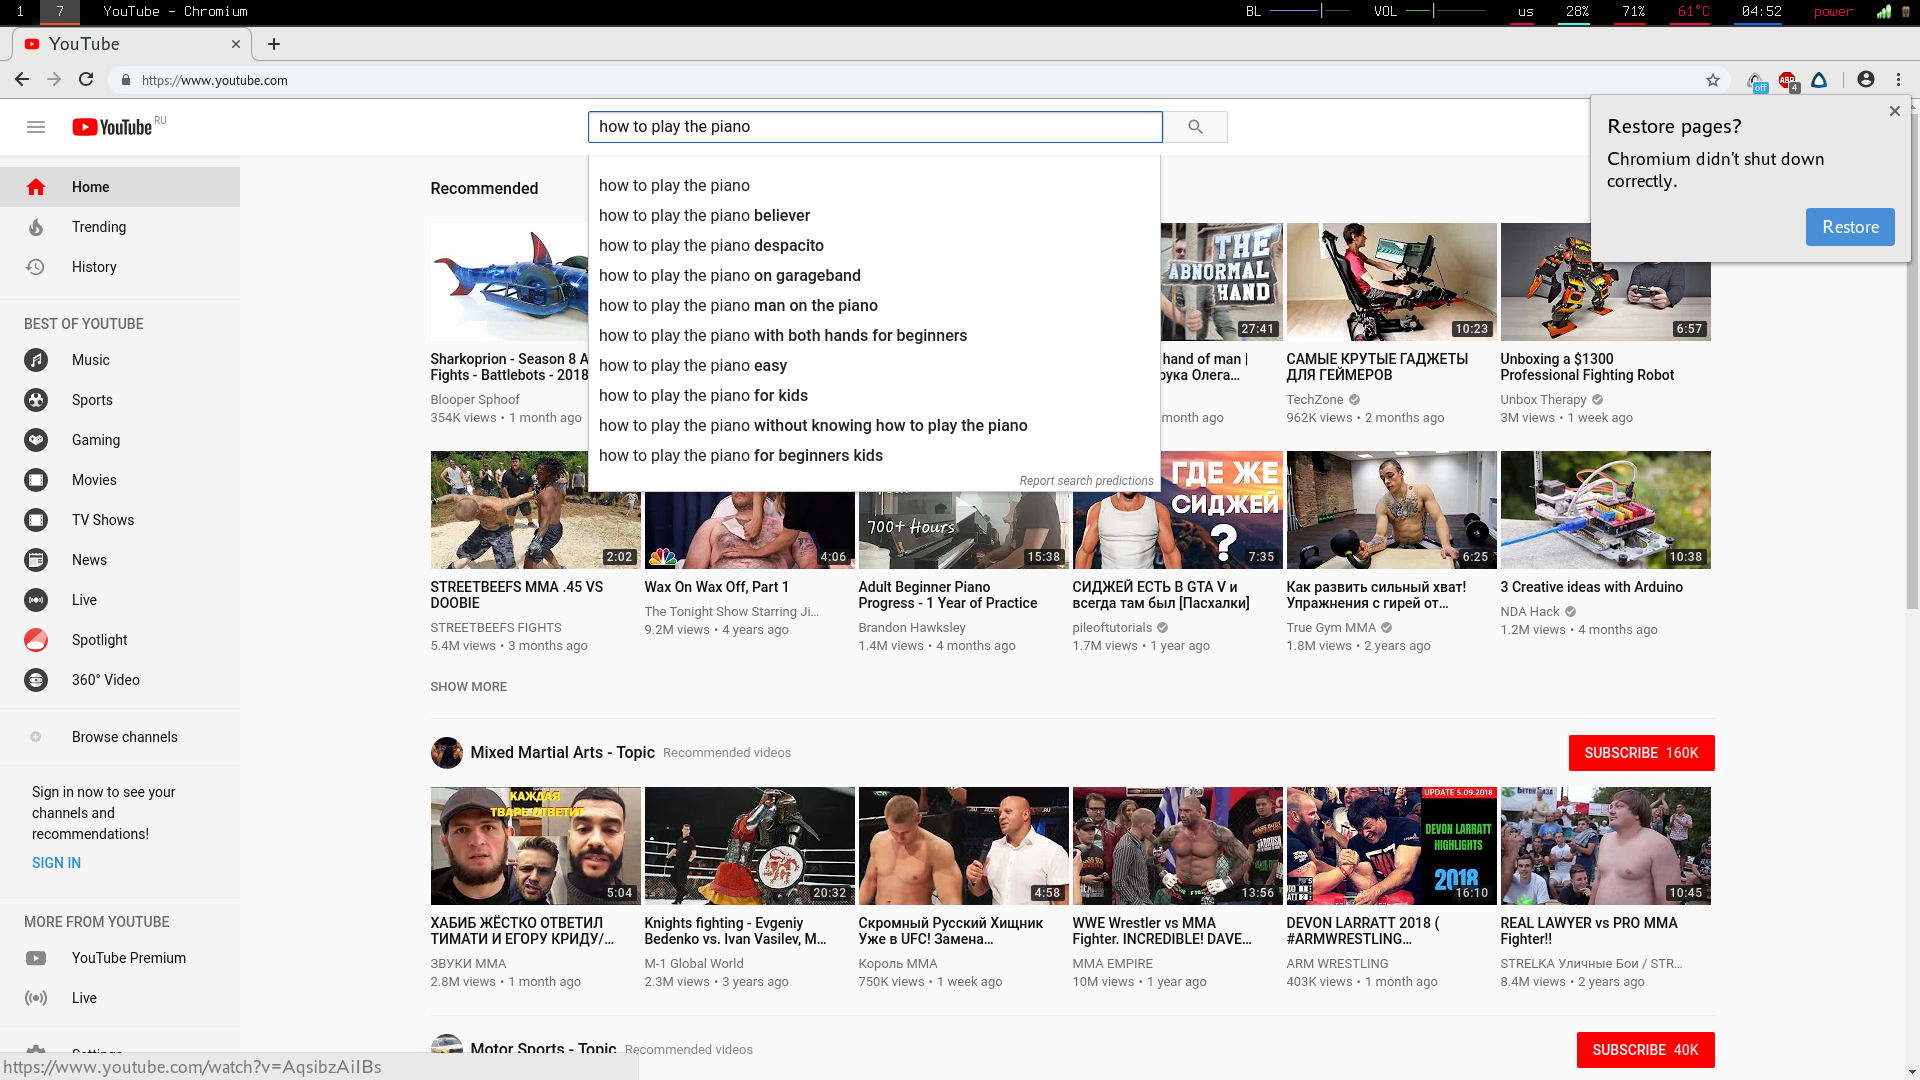 1 7 YouTube - Chromium BL VOL us 28% 71% 61°C 04:52 power
YouTube
https://www.youtube.com
off ABP 4
YouTube RU
how to play the piano
Restore pages?
Chromium didn't shut down
correctly.
Restore
how to play the piano
how to play the piano believer
how to play the piano despacito
how to play the piano on garageband
how to play the piano man on the piano
how to play the piano with both hands for beginners
how to play the piano easy
how to play the piano for kids
how to play the piano without knowing how to play the piano
how to play the piano for beginners kids
Report search predictions
Home
Trending
History
BEST OF YOUTUBE
Music
Sports
Gaming
Movies
TV Shows
News
Live
Spotlight
360° Video
Browse channels
Sign in now to see your
channels and
recommendations!
SIGN IN
MORE FROM YOUTUBE
YouTube Premium
Live
Settings
Recommended
THE
ABNORMAL
HAND
27:41
10:23
6:57
Sharkoprion - Season 8 A
Fights - Battlebots - 2018
Blooper Sphoof
354K views • 1 month ago
hand of man |
рука Олега...
month ago
САМЫЕ КРУТЫЕ ГАДЖЕТЫ
ДЛЯ ГЕЙМЕРОВ
TechZone
962K views • 2 months ago
Unboxing a $1300
Professional Fighting Robot
Unbox Therapy
3M views • 1 week ago
2:02
4:06
700+ Hours
15:38
ГДЕ ЖЕ
СИДЖЕЙ
?
7:35
6:25
10:38
STREETBEEFS MMA .45 VS
DOOBIE
STREETBEEFS FIGHTS
5.4M views • 3 months ago
Wax On Wax Off, Part 1
The Tonight Show Starring Ji...
9.2M views • 4 years ago
Adult Beginner Piano
Progress - 1 Year of Practice
Brandon Hawksley
1.4M views • 4 months ago
СИДЖЕЙ ЕСТЬ В GTA V и
всегда там был [Пасхалки]
pileoftutorials
1.7M views • 1 year ago
Как развить сильный хват!
Упражнения с гирей от...
True Gym MMA
1.8M views • 2 years ago
3 Creative ideas with Arduino
NDA Hack
1.2M views • 4 months ago
SHOW MORE
Mixed Martial Arts - Topic Recommended videos
SUBSCRIBE 160K
КАЖДАЯ
ТВАРЬ ОТВЕТИТ
5:04
20:32
4:58
13:56
UPDATE 5.09.2018
DEVON LARRATT
HIGHLIGHTS
2018
16:10
10:45
ХАБИБ ЖЁСТКО ОТВЕТИЛ
ТИМАТИ И ЕГОРУ КРИДУ/...
ЗВУКИ ММА
2.8M views • 1 month ago
Knights fighting - Evgeniy
Bedenko vs. Ivan Vasilev, M...
M-1 Global World
2.3M views • 3 years ago
Скромный Русский Хищник
Уже в UFC! Замена...
Король ММА
750K views • 1 week ago
WWE Wrestler vs MMA
Fighter. INCREDIBLE! DAVE...
MMA EMPIRE
10M views • 1 year ago
DEVON LARRATT 2018 (
#ARMWRESTLING...
ARM WRESTLING
403K views • 1 month ago
REAL LAWYER vs PRO MMA
Fighter!!
STRELKA Уличные Бои / STR...
8.4M views • 2 years ago
Motor Sports - Topic Recommended videos
SUBSCRIBE 40K
https://www.youtube.com/watch?v=AqsibzAiIBs